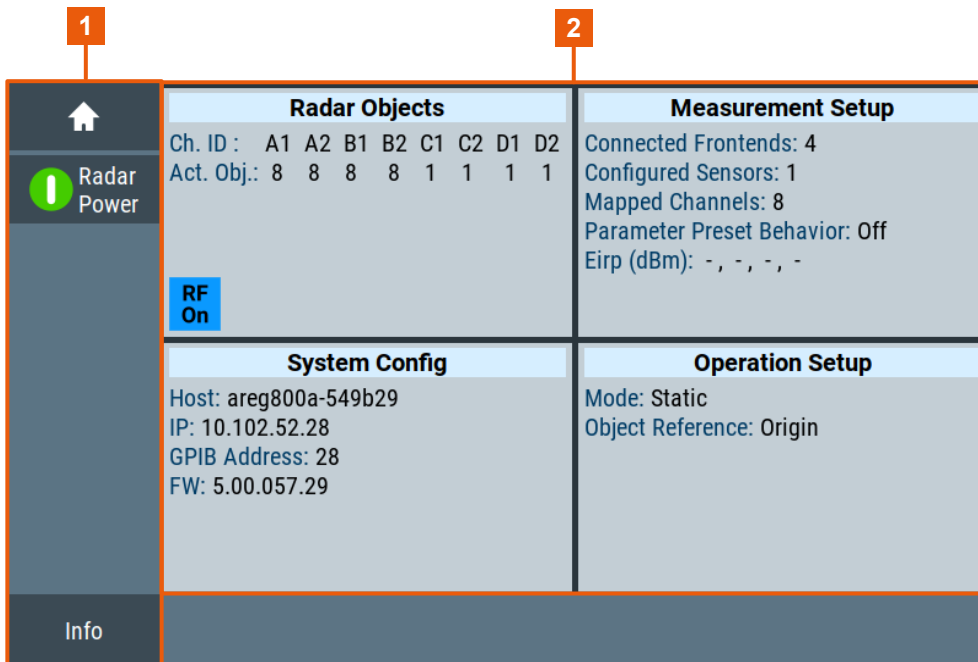 1
2
Radar
Power
Info
Radar Objects
Ch. ID : A1 A2 B1 B2 C1 C2 D1 D2
Act. Obj.: 8 8 8 8 1 1 1 1
RF
On
Measurement Setup
Connected Frontends: 4
Configured Sensors: 1
Mapped Channels: 8
Parameter Preset Behavior: Off
Eirp (dBm): - , - , - , -
System Config
Host: areg800a-549b29
IP: 10.102.52.28
GPIB Address: 28
FW: 5.00.057.29
Operation Setup
Mode: Static
Object Reference: Origin